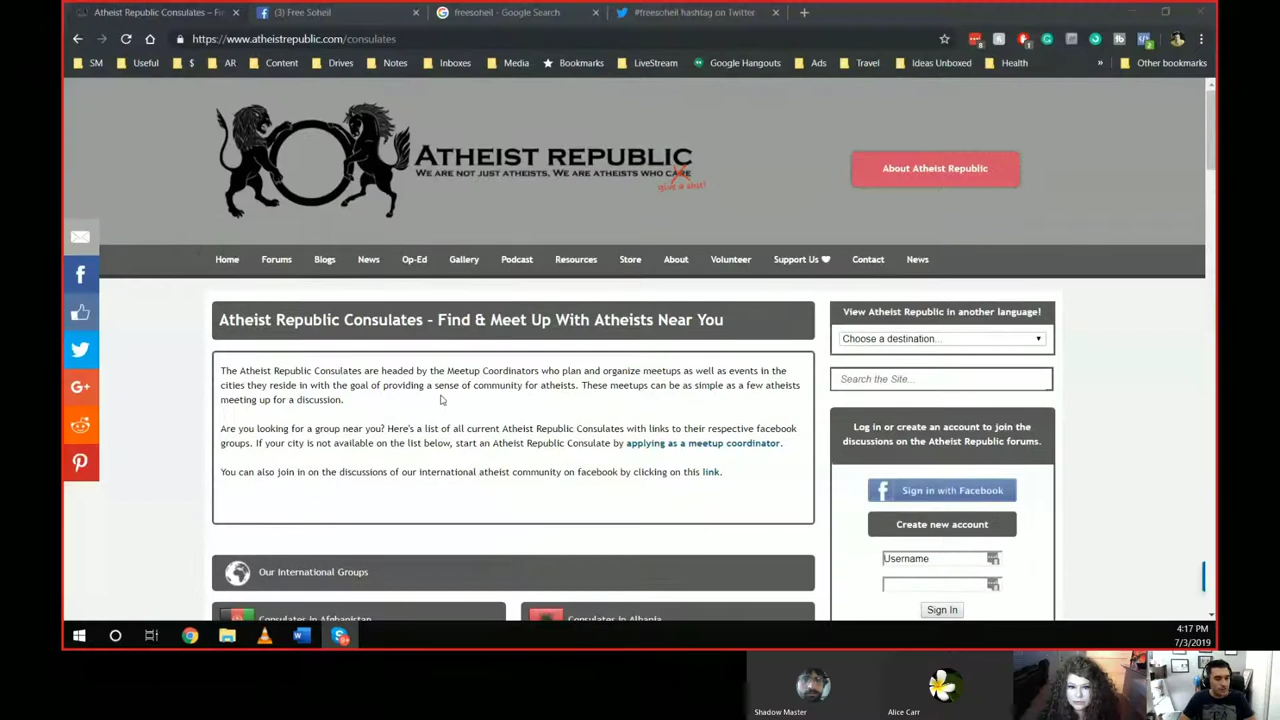 Atheist Republic Consulates – Fi
(3) Free Soheil
freesoheil - Google Search
#freesoheil hashtag on Twitter
https://www.atheistrepublic.com/consulates
SM
Useful
$
AR
Content
Drives
Notes
Inboxes
Media
Bookmarks
LiveStream
Google Hangouts
Ads
Travel
Ideas Unboxed
Health
»
Other bookmarks
ATHEIST REPUBLIC
WE ARE NOT JUST ATHEISTS, WE ARE ATHEISTS WHO CARE
give a shit!
About Atheist Republic
Home
Forums
Blogs
News
Op-Ed
Gallery
Podcast
Resources
Store
About
Volunteer
Support Us
Contact
News
Atheist Republic Consulates – Find & Meet Up With Atheists Near You
The Atheist Republic Consulates are headed by the Meetup Coordinators who plan and organize meetups as well as events in the
cities they reside in with the goal of providing a sense of community for atheists. These meetups can be as simple as a few atheists
meeting up for a discussion.
Are you looking for a group near you? Here's a list of all current Atheist Republic Consulates with links to their respective facebook
groups. If your city is not available on the list below, start an Atheist Republic Consulate by applying as a meetup coordinator.
You can also join in on the discussions of our international atheist community on facebook by clicking on this link.
Our International Groups
Consulates in Afghanistan
Consulates in Albania
View Atheist Republic in another language!
Choose a destination...
Search the Site...
Log in or create an account to join the
discussions on the Atheist Republic forums.
Sign in with Facebook
Create new account
Username
Sign In
4:17 PM
7/3/2019
Shadow Master
Alice Carr